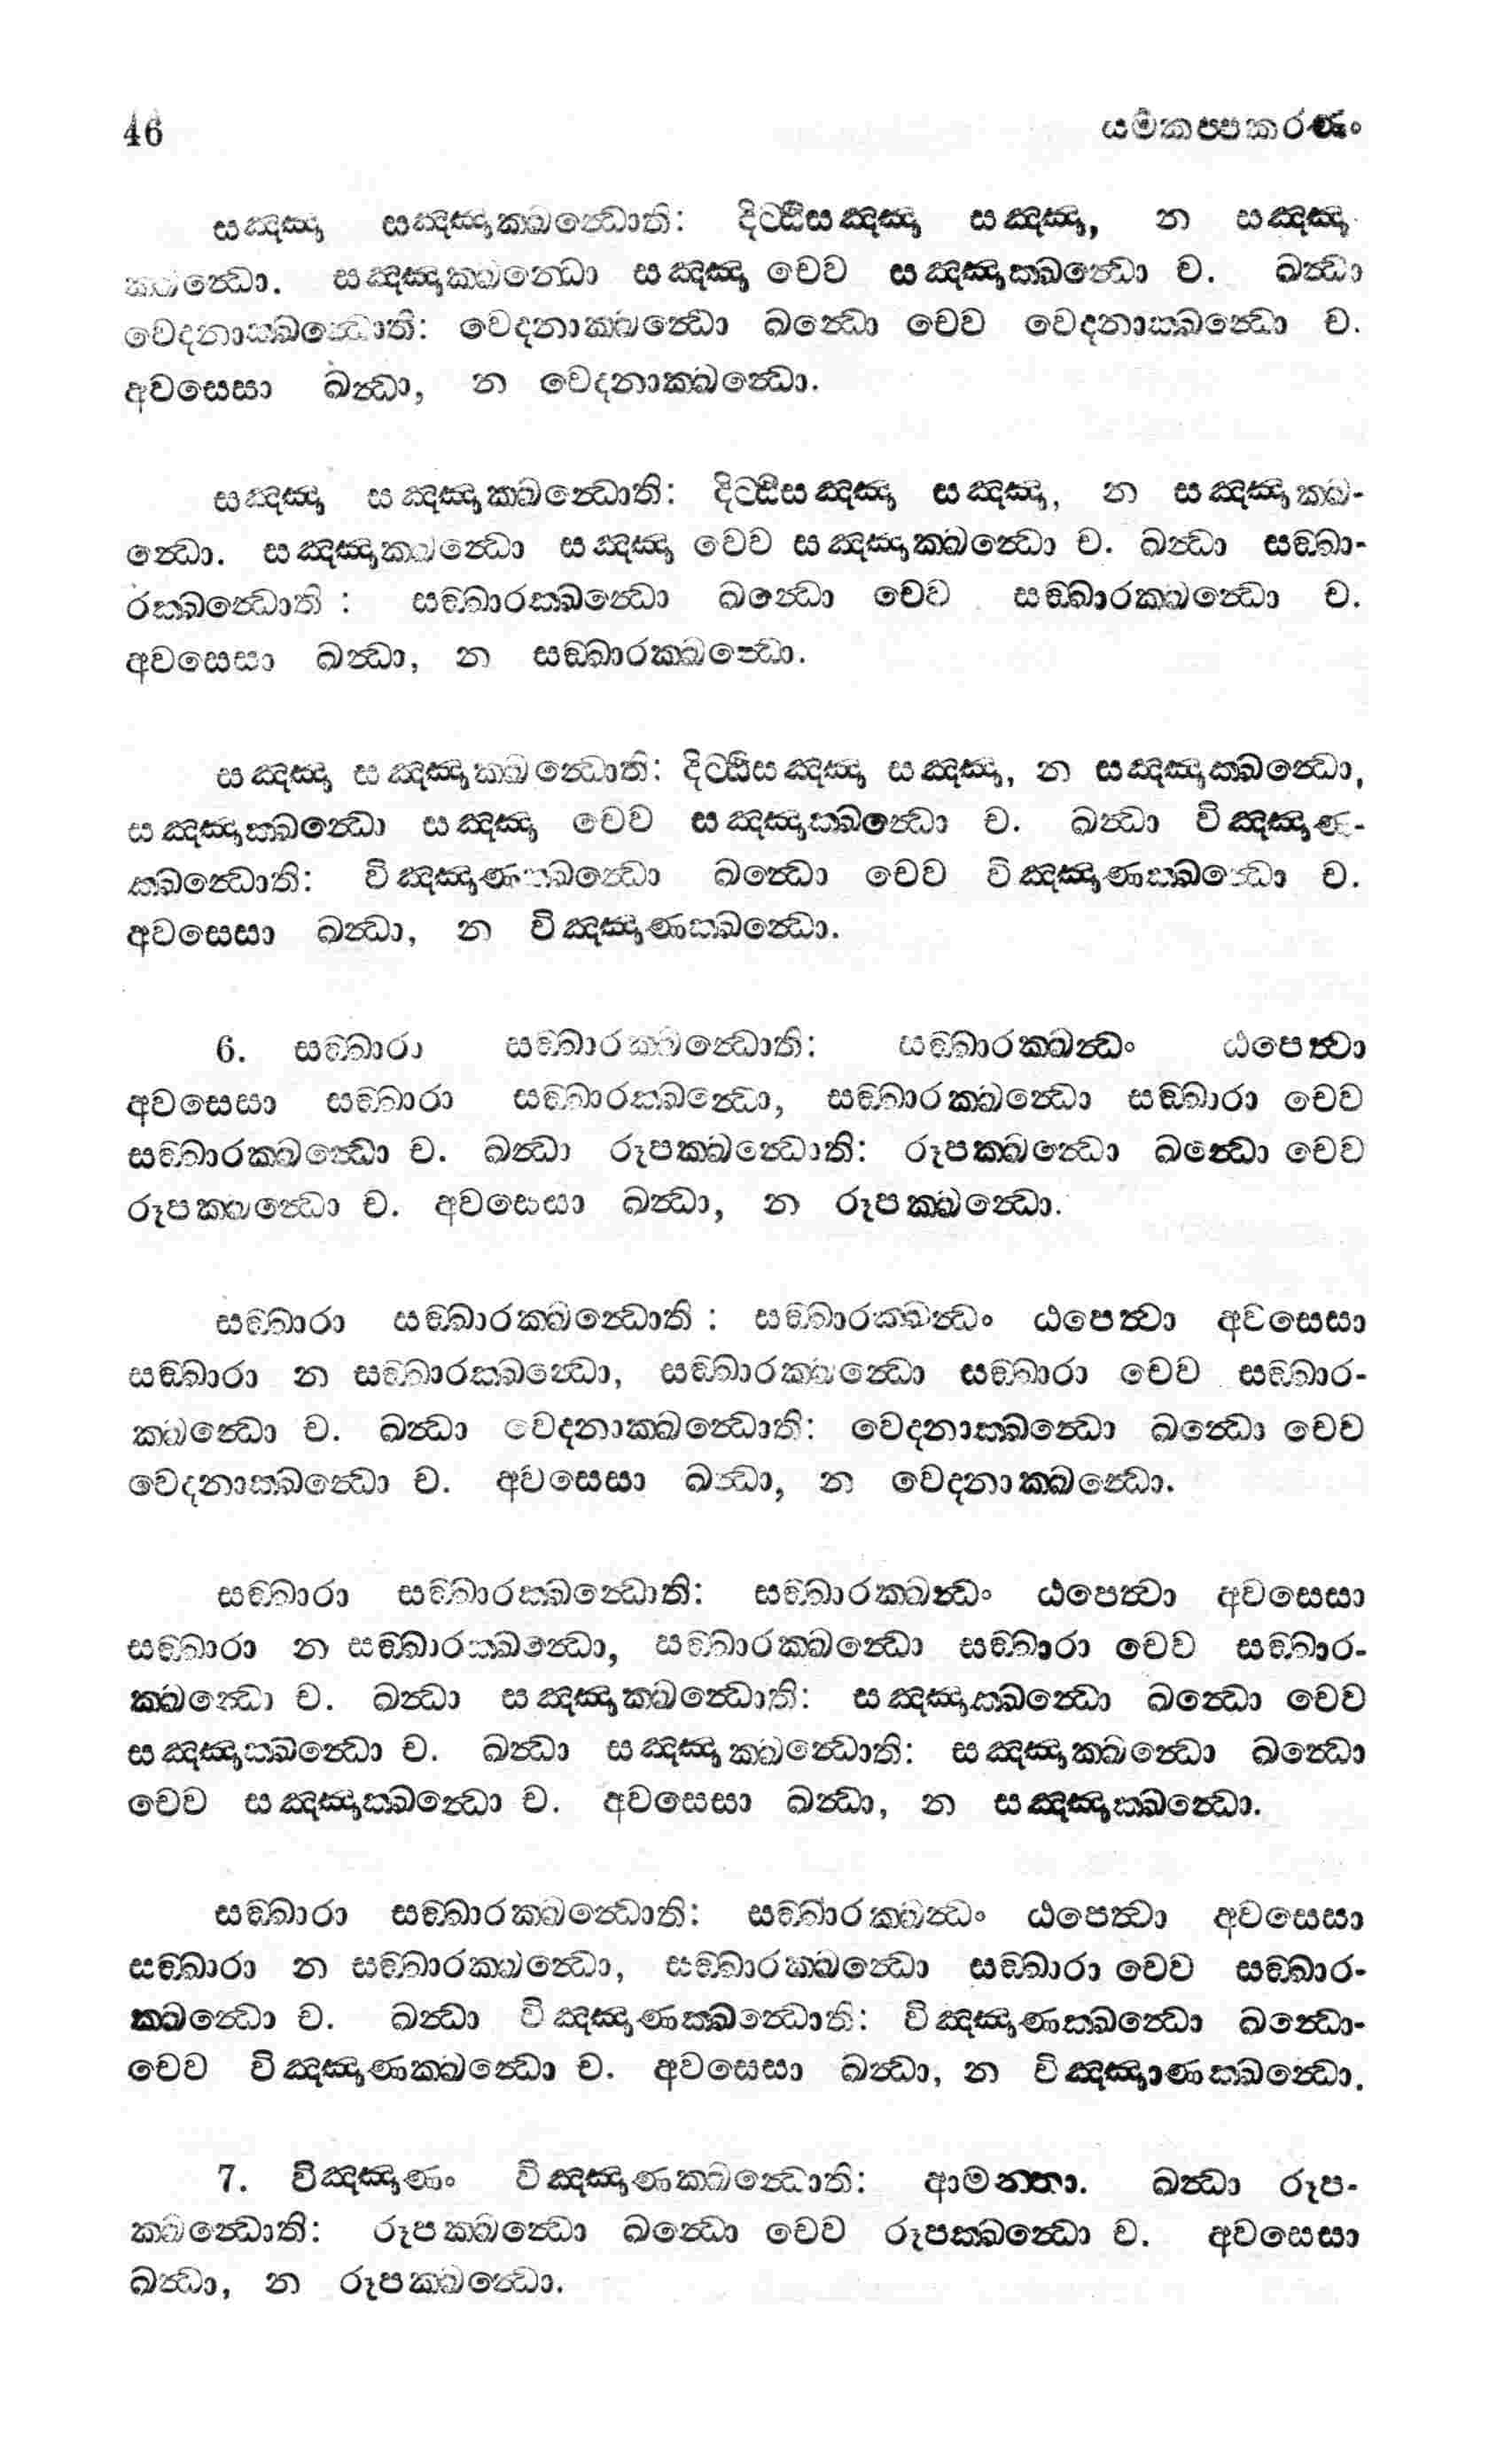 46 යමකප්පකරණං
සඤ්ඤා සඤ්ඤාක්ඛන්ධොති: දිට්ඨිසඤ්ඤා සඤ්ඤා, න සඤ්ඤා
ක්ඛන්ධො. සඤ්ඤාක්ඛන්ධො සඤ්ඤා චෙව සඤ්ඤාක්ඛන්ධො ච. ඛන්ධා
වෙදනාක්ඛන්ධොති: වෙදනාක්ඛන්ධො ඛන්ධො චෙව වෙදනාක්ඛන්ධො ච.
අවසෙසා ඛන්ධා, න වෙදනාක්ඛන්ධො.
සඤ්ඤා සඤ්ඤාක්ඛන්ධොති: දිට්ඨිසඤ්ඤා සඤ්ඤා, න සඤ්ඤාක්ඛ-
න්ධො. සඤ්ඤාක්ඛන්ධො සඤ්ඤා චෙව සඤ්ඤාක්ඛන්ධො ච. ඛන්ධා සඞ්ඛා-
රක්ඛන්ධොති : සඞ්ඛාරක්ඛන්ධො ඛන්ධො චෙව සඞ්ඛාරක්ඛන්ධො ච.
අවසෙසා ඛන්ධා, න සඞ්ඛාරක්ඛන්ධො.
සඤ්ඤා සඤ්ඤාක්ඛන්ධොති: දිට්ඨිසඤ්ඤා සඤ්ඤා, න සඤ්ඤාක්ඛන්ධො,
සඤ්ඤාක්ඛන්ධො සඤ්ඤා චෙව සඤ්ඤාක්ඛන්ධො ච. ඛන්ධා විඤ්ඤාණ-
ක්ඛන්ධොති: විඤ්ඤාණක්ඛන්ධො ඛන්ධො චෙව විඤ්ඤාණක්ඛන්ධො ච.
අවසෙසා ඛන්ධා, න විඤ්ඤාණක්ඛන්ධො.
6. සඞ්ඛාරා සඞ්ඛාරක්ඛන්ධොති: සඞ්ඛාරක්ඛන්ධං ඨපෙත්වා
අවසෙසා සඞ්ඛාරා සඞ්ඛාරක්ඛන්ධො, සඞ්ඛාරක්ඛන්ධො සඞ්ඛාරා චෙව
සඞ්ඛාරක්ඛන්ධො ච. ඛන්ධා රූපක්ඛන්ධොති: රූපක්ඛන්ධො ඛන්ධො චෙව
රූපක්ඛන්ධො ච. අවසෙසා ඛන්ධා, න රූපක්ඛන්ධො.
සඞ්ඛාරා සඞ්ඛාරක්ඛන්ධොති : සඞ්ඛාරක්ඛන්ධං ඨපෙත්වා අවසෙසා
සඞ්ඛාරා න සඞ්ඛාරක්ඛන්ධො, සඞ්ඛාරක්ඛන්ධො සඞ්ඛාරා චෙව සඞ්ඛාර-
ක්ඛන්ධො ච. ඛන්ධා වෙදනාක්ඛන්ධොති: වෙදනාක්ඛන්ධො ඛන්ධො චෙව
වෙදනාක්ඛන්ධො ච. අවසෙසා ඛන්ධා, න වෙදනාක්ඛන්ධො.
සඞ්ඛාරා සඞ්ඛාරක්ඛන්ධොති: සඞ්ඛාරක්ඛන්ධං ඨපෙත්වා අවසෙසා
සඞ්ඛාරා න සඞ්ඛාරක්ඛන්ධො, සඞ්ඛාරක්ඛන්ධො සඞ්ඛාරා චෙව සඞ්ඛාර-
ක්ඛන්ධො ච. ඛන්ධා සඤ්ඤාක්ඛන්ධොති: සඤ්ඤාක්ඛන්ධො ඛන්ධො චෙව
සඤ්ඤාක්ඛන්ධො ච. ඛන්ධා සඤ්ඤාක්ඛන්ධොති: සඤ්ඤාක්ඛන්ධො ඛන්ධො
චෙව සඤ්ඤාක්ඛන්ධො ච. අවසෙසා ඛන්ධා, න සඤ්ඤාක්ඛන්ධො.
සඞ්ඛාරා සඞ්ඛාරක්ඛන්ධොති: සඞ්ඛාරක්ඛන්ධං ඨපෙත්වා අවසෙසා
සඞ්ඛාරා න සඞ්ඛාරක්ඛන්ධො, සඞ්ඛාරක්ඛන්ධො සඞ්ඛාරා චෙව සඞ්ඛාර-
ක්ඛන්ධො ච. ඛන්ධා විඤ්ඤාණක්ඛන්ධොති: විඤ්ඤාණක්ඛන්ධො ඛන්ධො-
චෙව විඤ්ඤාණක්ඛන්ධො ච. අවසෙසා ඛන්ධා, න විඤ්ඤාණක්ඛන්ධො.
7. විඤ්ඤාණං විඤ්ඤාණක්ඛන්ධොති: ආමන්තා. ඛන්ධා රූප-
ක්ඛන්ධොති: රූපක්ඛන්ධො ඛන්ධො චෙව රූපක්ඛන්ධො ච. අවසෙසා
ඛන්ධා, න රූපක්ඛන්ධො.